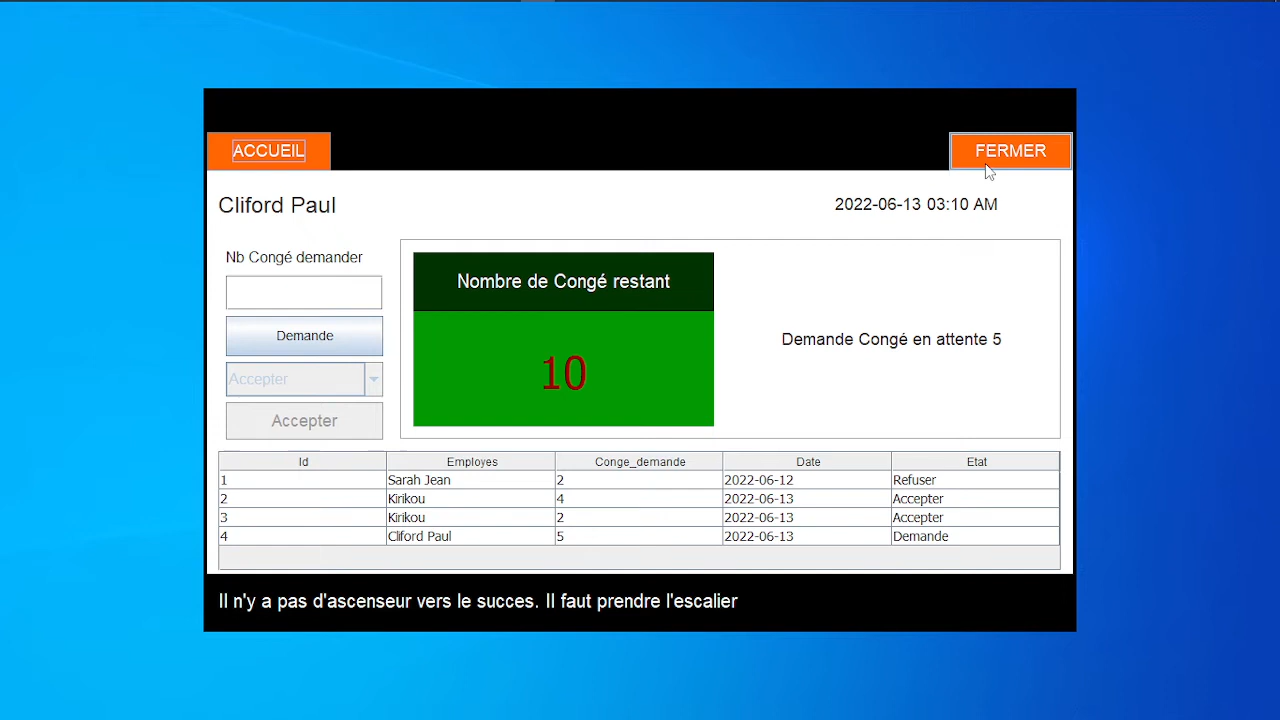 ACCUEIL FERMER
Cliford Paul 2022-06-13 03:10 AM
Nb Congé demander
Demande
Accepter
Accepter
Nombre de Congé restant
10
Demande Congé en attente 5
Id Employes Conge_demande Date Etat
1 Sarah Jean 2 2022-06-12 Refuser
2 Kirikou 4 2022-06-13 Accepter
3 Kirikou 2 2022-06-13 Accepter
4 Cliford Paul 5 2022-06-13 Demande
Il n'y a pas d'ascenseur vers le succes. Il faut prendre l'escalier